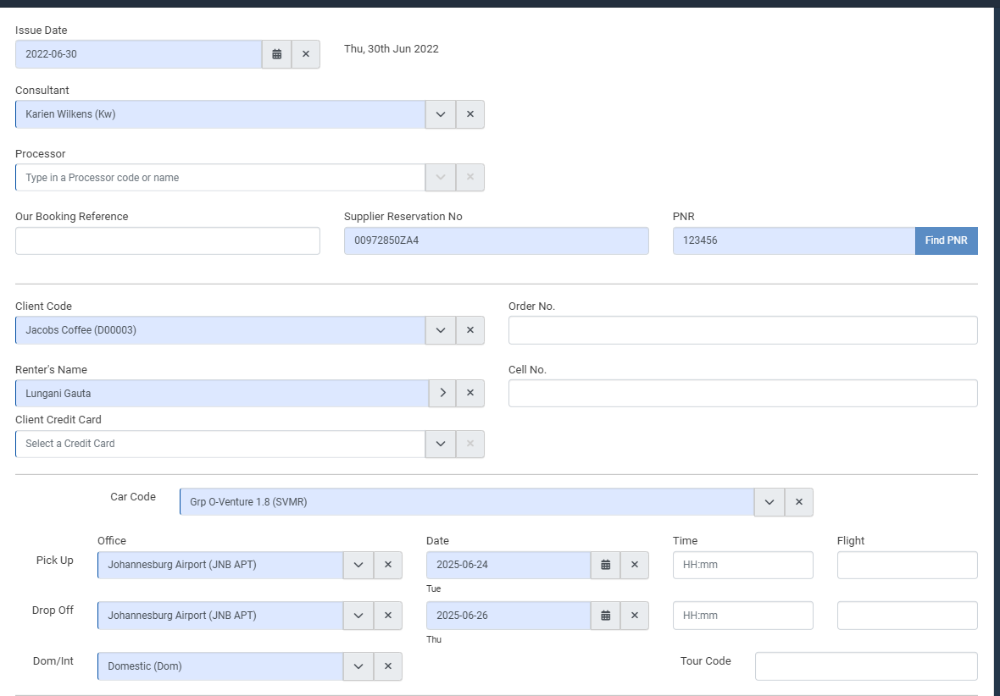 Issue Date
2022-06-30
Thu, 30th Jun 2022
Consultant
Karien Wilkens (Kw)
Processor
Type in a Processor code or name
Our Booking Reference
Supplier Reservation No
PNR
00972850ZA4
123456
Find PNR
Client Code
Order No.
Jacobs Coffee (D00003)
Renter's Name
Cell No.
Lungani Gauta
Client Credit Card
Select a Credit Card
Car Code
Grp O-Venture 1.8 (SVMR)
Office
Date
Time
Flight
Pick Up
Johannesburg Airport (JNB APT)
2025-06-24
HH:mm
Tue
Drop Off
Johannesburg Airport (JNB APT)
2025-06-26
HH:mm
Thu
Dom/Int
Domestic (Dom)
Tour Code